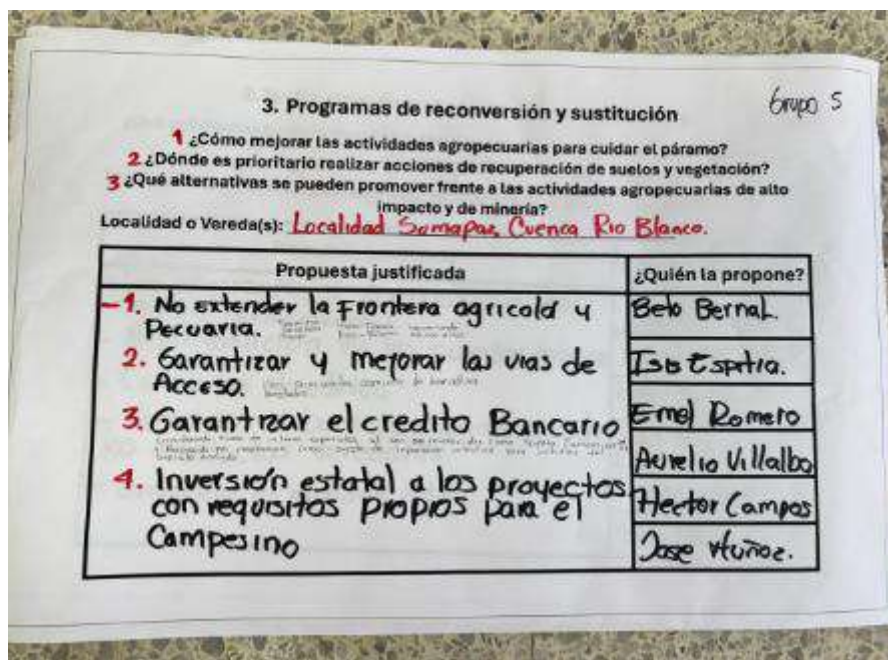 Grupo 5
3. Programas de reconversión y sustitución
1 ¿Cómo mejorar las actividades agropecuarias para cuidar el páramo?
2 ¿Dónde es prioritario realizar acciones de recuperación de suelos y vegetación?
3 ¿Qué alternativas se pueden promover frente a las actividades agropecuarias de alto
impacto y de minería?
Localidad o Vereda(s): Localidad Sumapaz, Cuenca Rio Blanco.
Propuesta justificada
¿Quién la propone?
-1. No extender la Frontera agricola y
Pecuaria.
2. Garantizar y mejorar las vias de
Acceso.
3. Garantizar el credito Bancario
4. Inversión estatal a los proyectos
con requisitos propios para el
Campesino
Beto Bernal.
Isis Espitia.
Emel Romero
Aurelio Villalba
Hector Campos
Jose Muñoz.